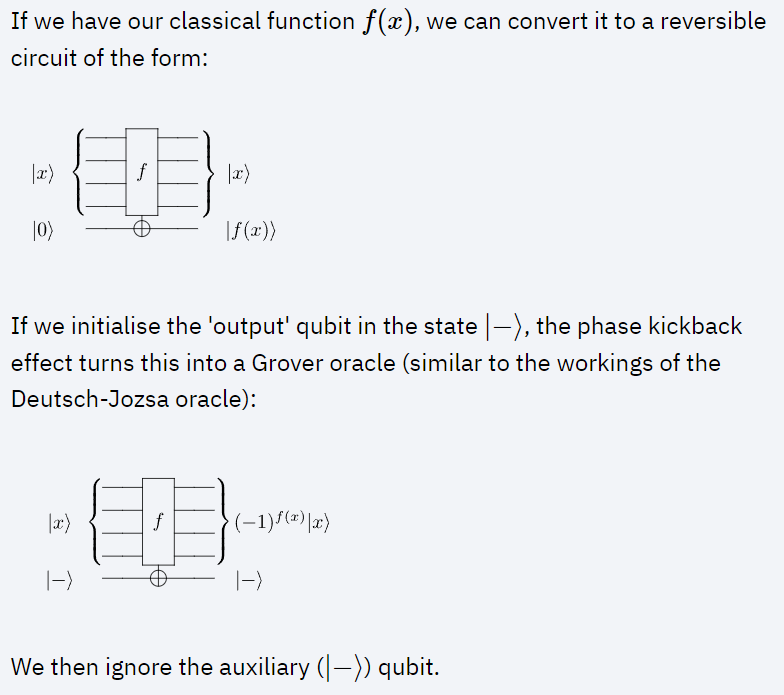 If we have our classical function f(x), we can convert it to a reversible
circuit of the form:
|x⟩ f |x⟩
|0⟩ |f(x)⟩
If we initialise the 'output' qubit in the state |−⟩, the phase kickback
effect turns this into a Grover oracle (similar to the workings of the
Deutsch-Jozsa oracle):
|x⟩ f (−1)^{f(x)}|x⟩
|−⟩ |−⟩
We then ignore the auxiliary (|−⟩) qubit.